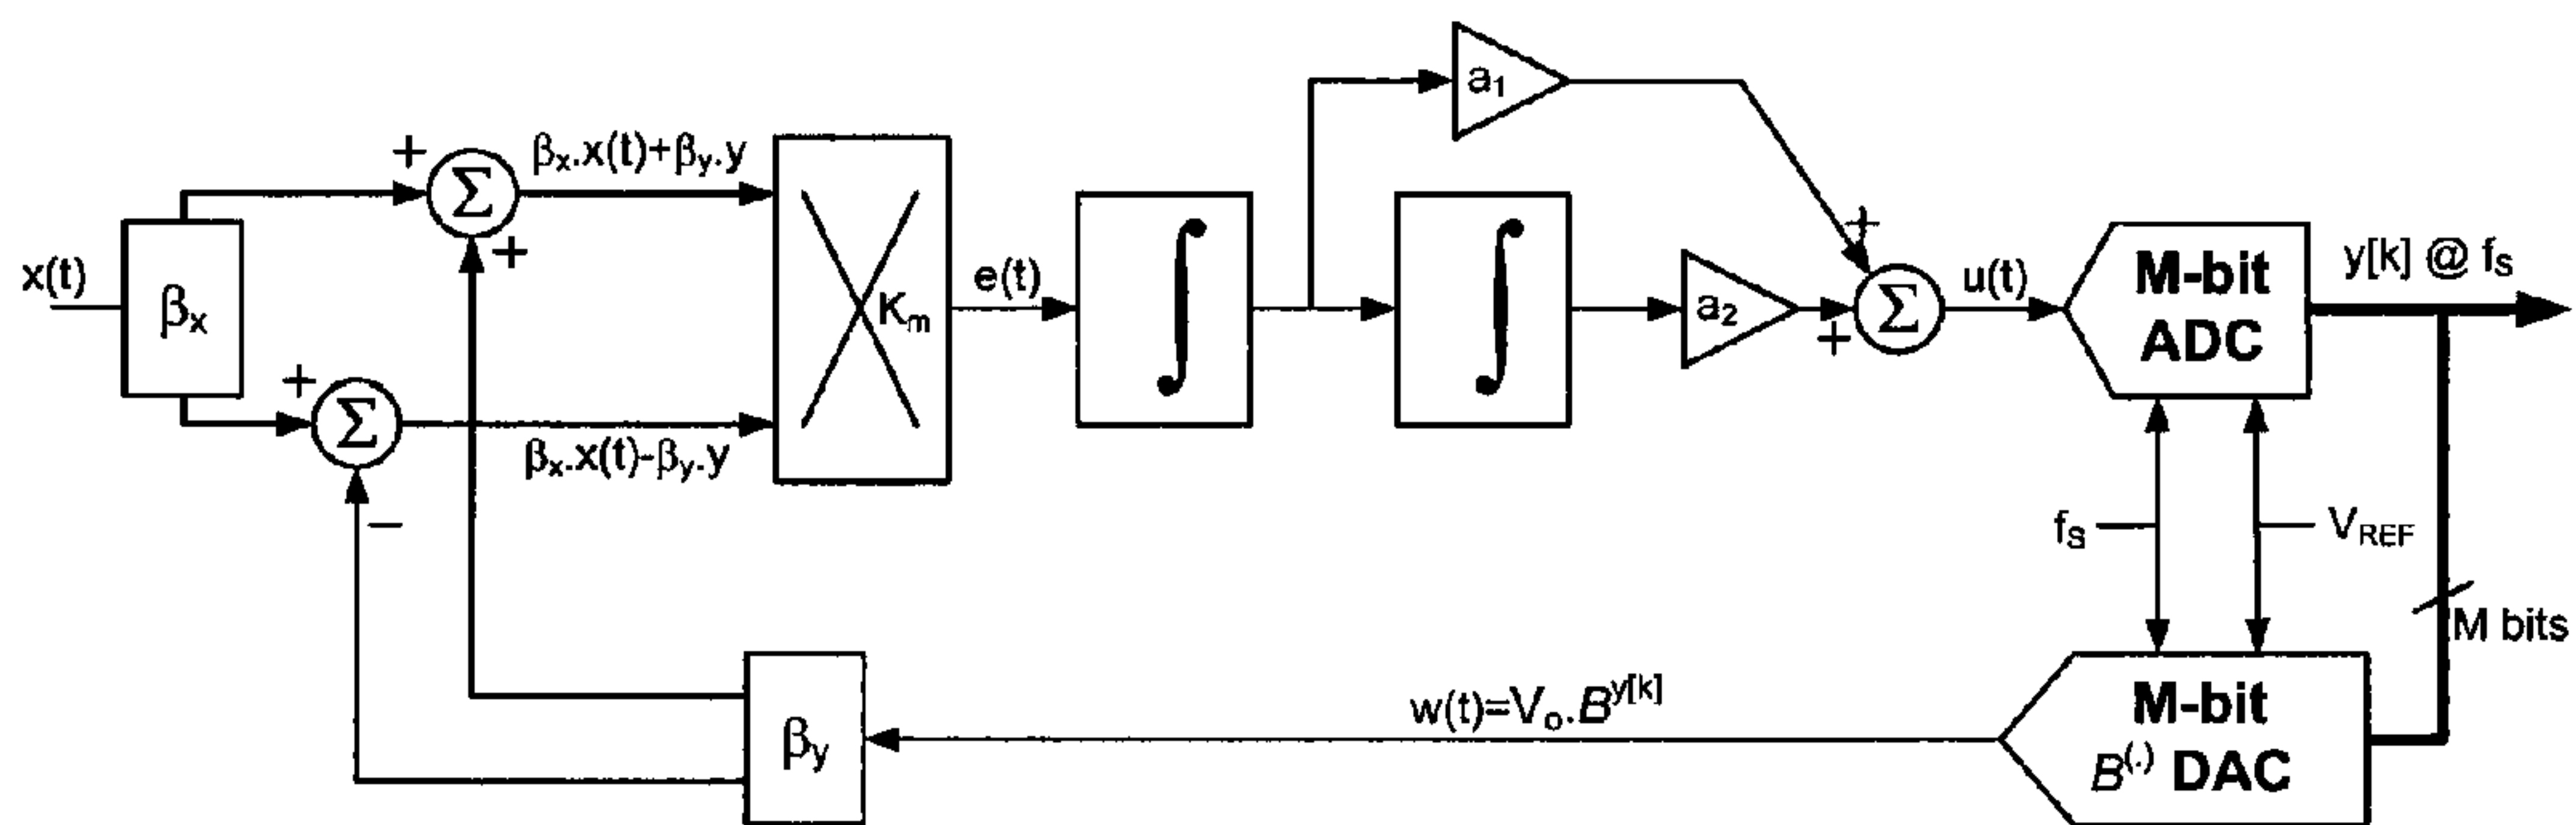 x(t)
βx
+
Σ
+
βx.x(t)+βy.y
+
Σ
−
βx.x(t)-βy.y
Km
e(t)
∫
∫
a1
a2
+
+
Σ
u(t)
M-bit
ADC
y[k] @ fS
fS
VREF
M bits
M-bit
B(.) DAC
w(t)=Vo.By[k]
βy